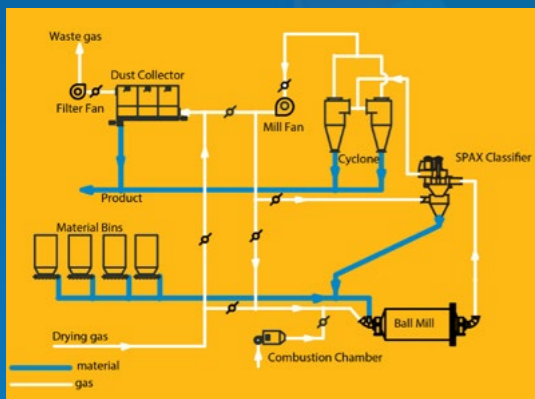 Waste gas
Dust Collector
Filter Fan
Mill Fan
Cyclone
SPAX Classifier
Product
Material Bins
Ball Mill
Drying gas
Combustion Chamber
material
gas